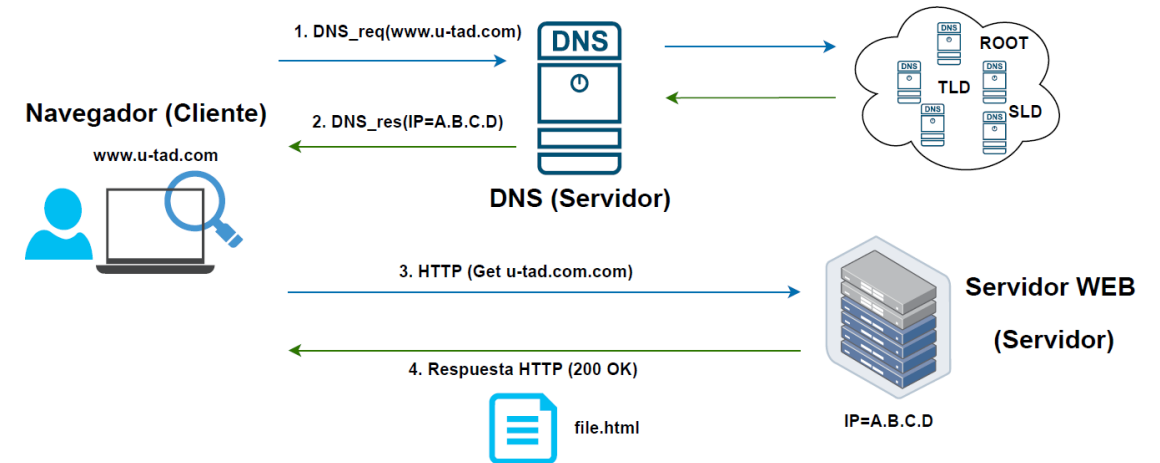 1. DNS_req(www.u-tad.com)
DNS
DNS
ROOT
DNS
DNS
TLD
DNS
DNS
SLD
Navegador (Cliente)
2. DNS_res(IP=A.B.C.D)
www.u-tad.com
DNS (Servidor)
3. HTTP (Get u-tad.com.com)
Servidor WEB
(Servidor)
4. Respuesta HTTP (200 OK)
file.html
IP=A.B.C.D